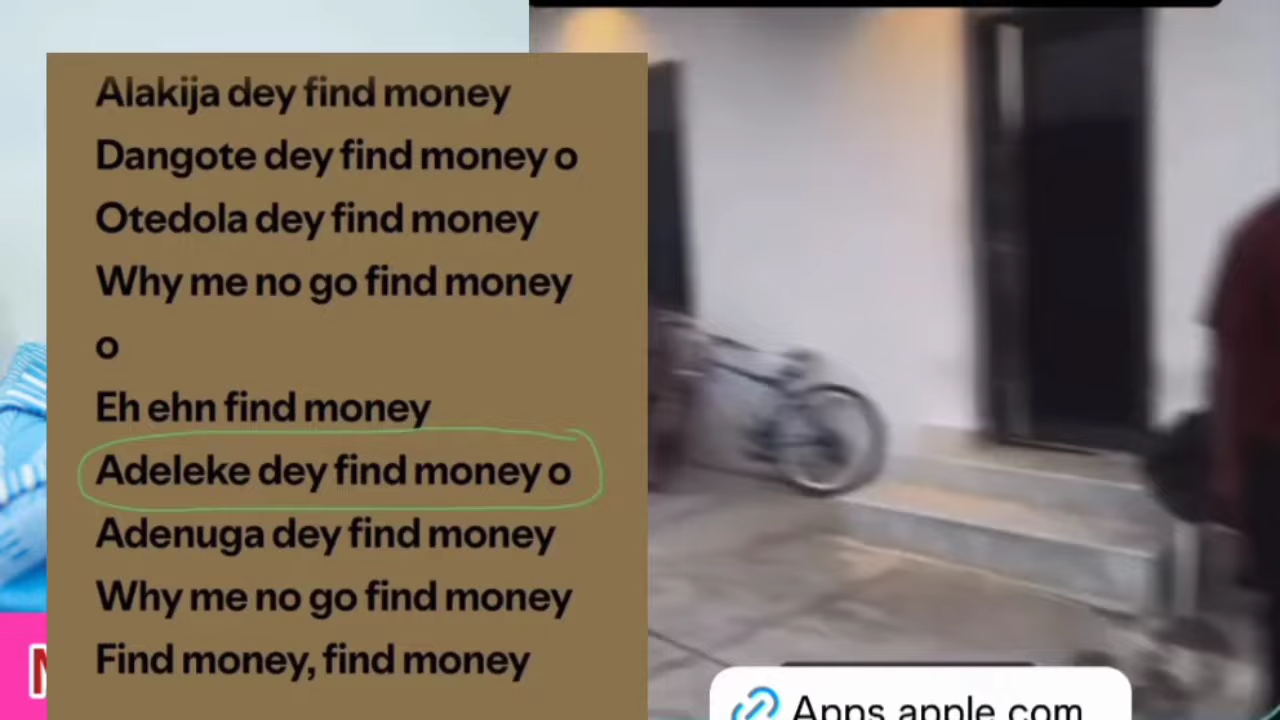 Alakija dey find money
Dangote dey find money o
Otedola dey find money
Why me no go find money
o
Eh ehn find money
Adeleke dey find money o
Adenuga dey find money
Why me no go find money
Find money, find money
Apps.apple.com